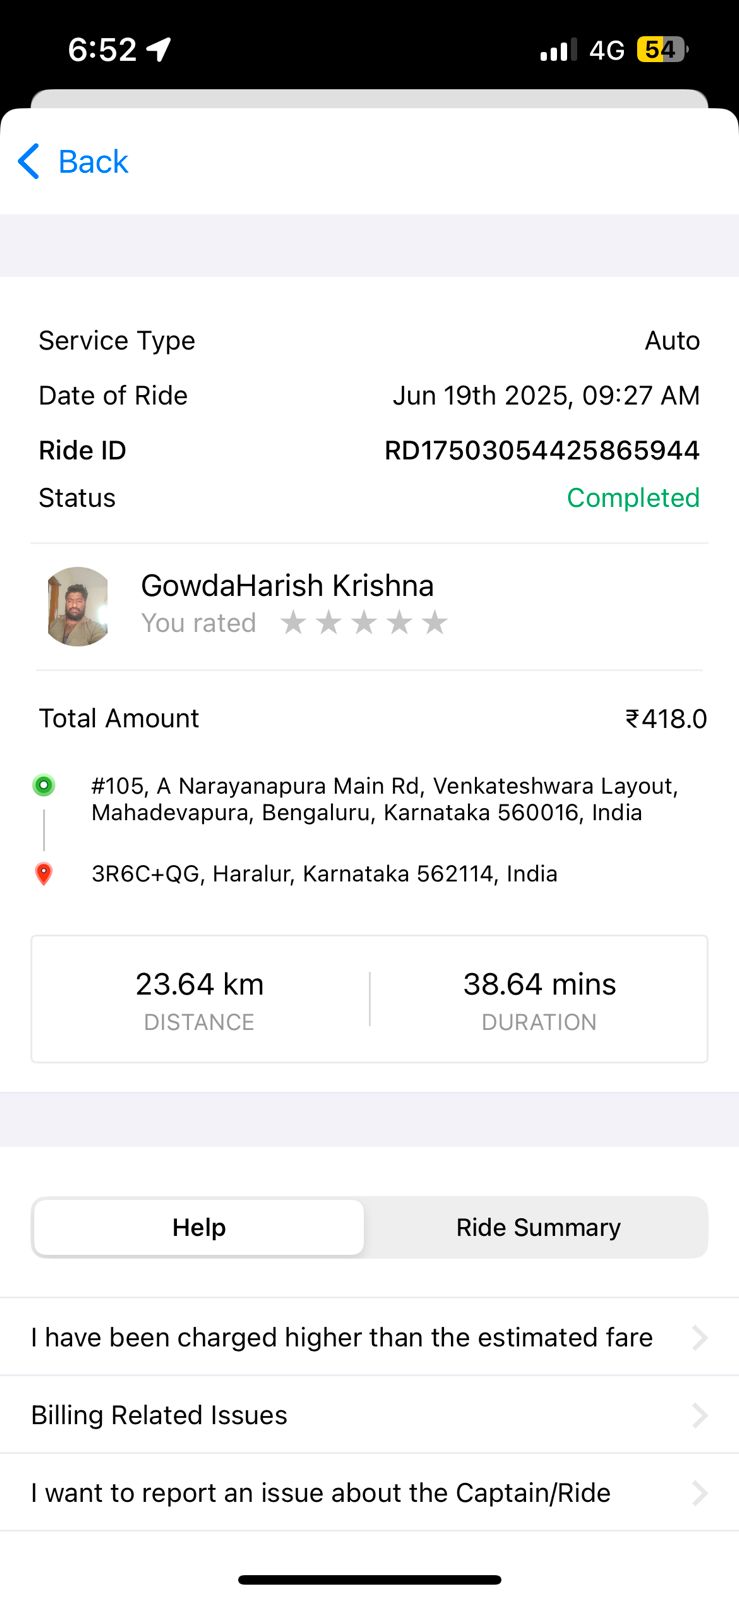 6:52
4G
54
Back
Service Type Auto
Date of Ride Jun 19th 2025, 09:27 AM
Ride ID RD17503054425865944
Status Completed
GowdaHarish Krishna
You rated ★ ★ ★ ★ ★
Total Amount ₹418.0
#105, A Narayanapura Main Rd, Venkateshwara Layout,
Mahadevapura, Bengaluru, Karnataka 560016, India
3R6C+QG, Haralur, Karnataka 562114, India
23.64 km 38.64 mins
DISTANCE DURATION
Help Ride Summary
I have been charged higher than the estimated fare
Billing Related Issues
I want to report an issue about the Captain/Ride